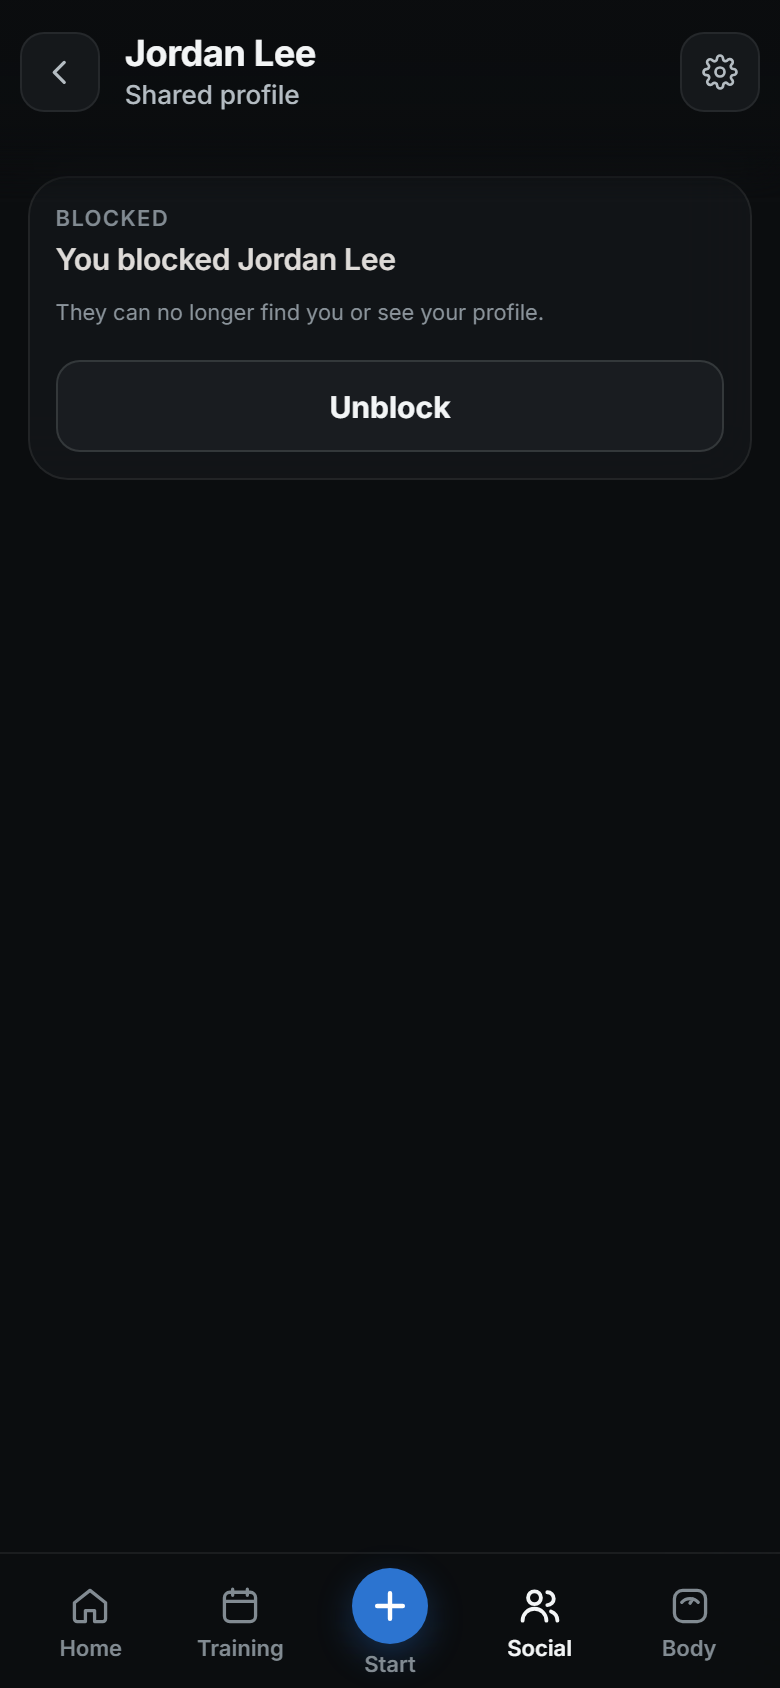 Jordan Lee
Shared profile
BLOCKED
You blocked Jordan Lee
They can no longer find you or see your profile.
Unblock
Home
Training
Start
Social
Body